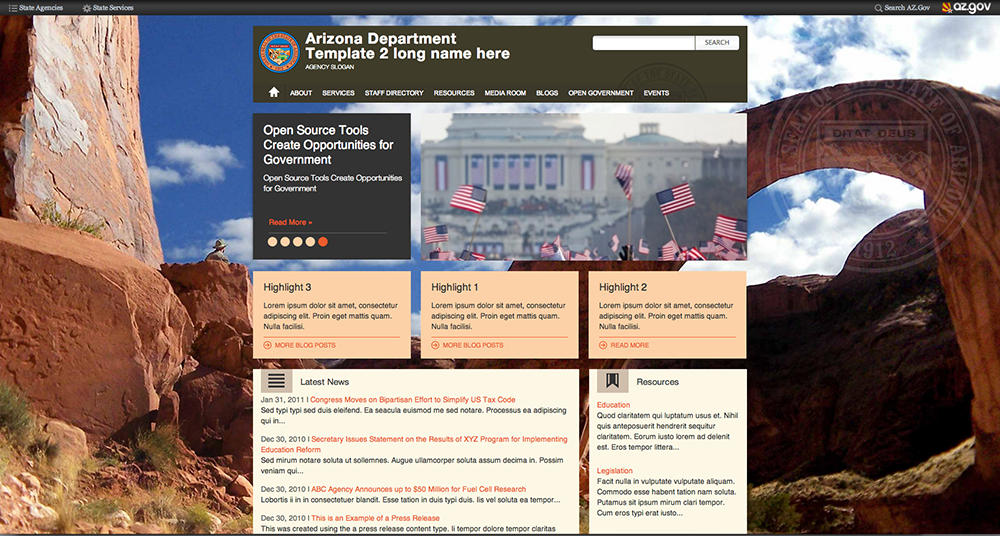 State Agencies
State Services
Search AZ.Gov
az.gov
Arizona Department
Template 2 long name here
AGENCY SLOGAN
SEARCH
ABOUT
SERVICES
STAFF DIRECTORY
RESOURCES
MEDIA ROOM
BLOGS
OPEN GOVERNMENT
EVENTS
Open Source Tools
Create Opportunities for
Government
Open Source Tools Create Opportunities
for Government
Read More »
SEAL OF THE STATE OF ARIZONA
DITAT DEUS
1912
Highlight 3
Lorem ipsum dolor sit amet, consectetur
adipiscing elit. Proin eget mattis quam.
Nulla facilisi.
MORE BLOG POSTS
Highlight 1
Lorem ipsum dolor sit amet, consectetur
adipiscing elit. Proin eget mattis quam.
Nulla facilisi.
MORE BLOG POSTS
Highlight 2
Lorem ipsum dolor sit amet, consectetur
adipiscing elit. Proin eget mattis quam.
Nulla facilisi.
READ MORE
Latest News
Jan 31, 2011 | Congress Moves on Bipartisan Effort to Simplify US Tax Code
Sed typi typi sed duis eleifend. Ea seacula euismod me sed notare. Processus ea adipiscing
qui in...
Dec 30, 2010 | Secretary Issues Statement on the Results of XYZ Program for Implementing
Education Reform
Sed mirum notare soluta ut sollemnes. Augue ullamcorper soluta assum decima in. Possim
veniam qui...
Dec 30, 2010 | ABC Agency Announces up to $50 Million for Fuel Cell Research
Lobortis ii in in consectetuer blandit. Esse tation in duis typi duis. Iis vel soluta ea tempor...
Dec 30, 2010 | This is an Example of a Press Release
This was created using the a press release content type. Ii tempor dolore tempor claritas
Resources
Education
Quod claritatem qui luptatum usus et. Nihil
quis anteposuerit hendrerit sequitur
claritatem. Eorum iusto lorem ad delenit
est. Eros tempor littera...
Legislation
Facit nulla in vulputate vulputate aliquam.
Commodo esse habent tation nam soluta.
Putamus sit ipsum mirum clari tempor.
Cum eros typi erat iusto...